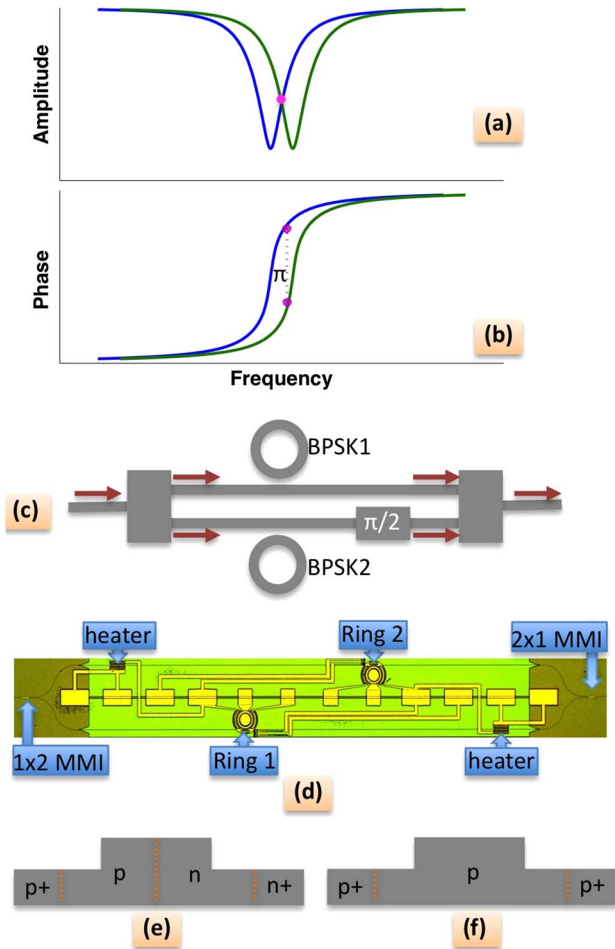 Amplitude
(a)
Phase
π
(b)
Frequency
BPSK1
(c)
π/2
BPSK2
heater
Ring 2
2x1 MMI
1x2 MMI
Ring 1
heater
(d)
p+ p n n+
p+ p p+
(e)
(f)